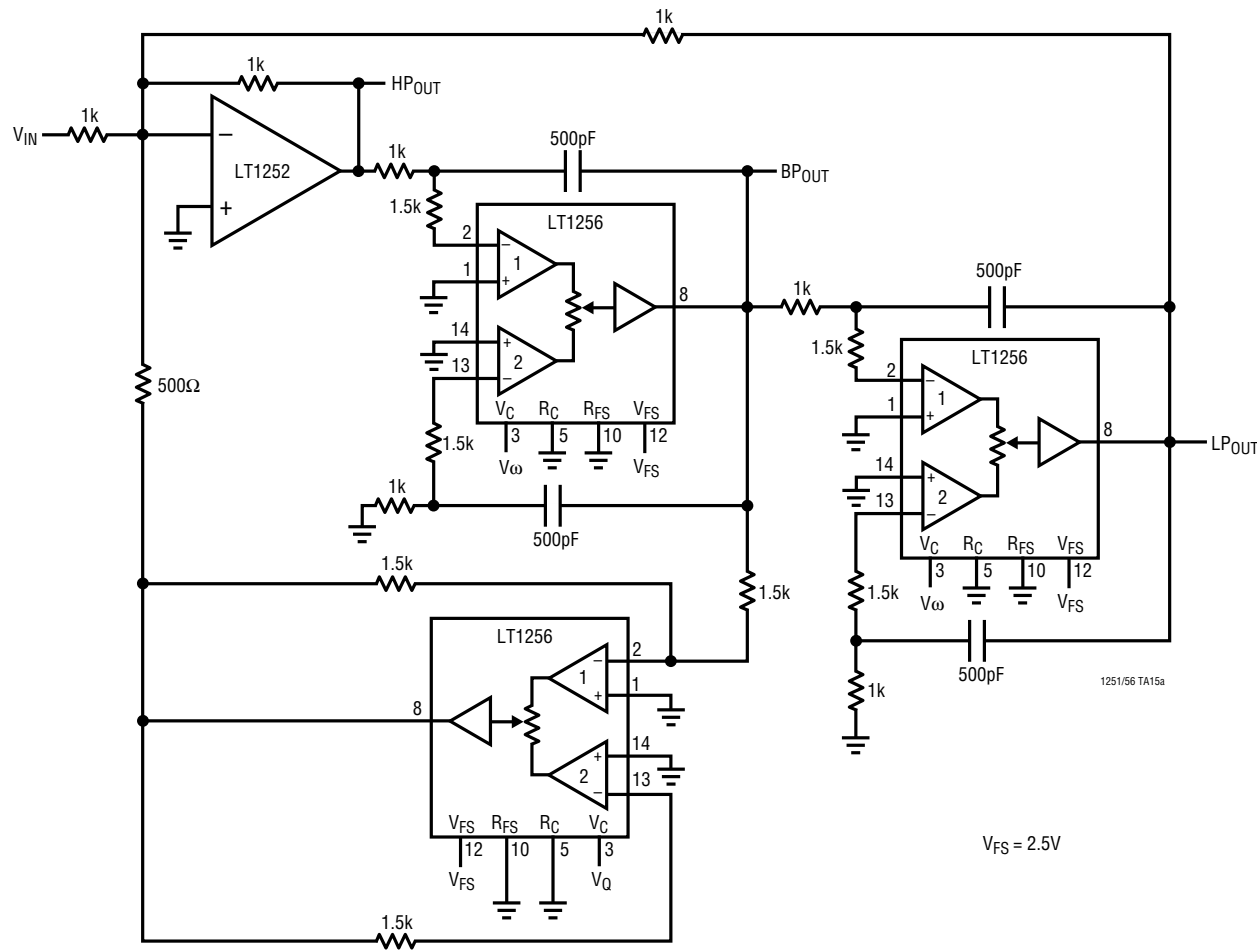 1k
1k
HP_OUT
1k
V_IN
−
LT1252
+
1k
500pF
BP_OUT
1.5k
LT1256
2
−
1
1
+
8
14
+
2
13
−
V_C R_C R_FS V_FS
3 5 10 12
Vω V_FS
1.5k
1k
500pF
1k
500pF
1.5k
LT1256
2
−
1
1
+
8
LP_OUT
14
+
2
13
−
V_C R_C R_FS V_FS
3 5 10 12
Vω V_FS
1.5k
500pF
1k
1251/56 TA15a
500Ω
1.5k
1.5k
LT1256
2
−
1
1
+
8
14
+
2
13
−
V_FS R_FS R_C V_C
12 10 5 3
V_FS V_Q
1.5k
V_FS = 2.5V